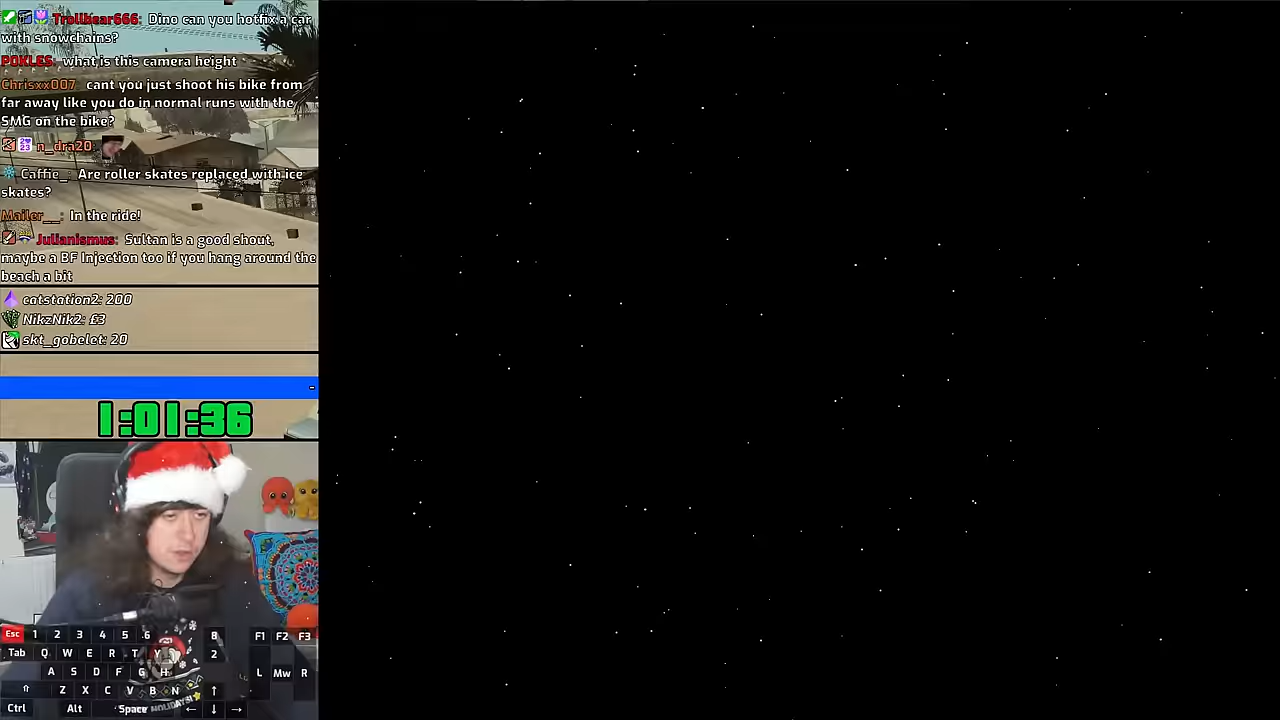 Trollbear666: Dino can you hotfix a car
with snowchains?
POKLES: what is this camera height
Chrisxx007 cant you just shoot his bike from
far away like you do in normal runs with the
SMG on the bike?
n_dra20:
Caffie_: Are roller skates replaced with ice
skates?
Mailer__: In the ride!
Julianismus: Sultan is a good shout,
maybe a BF Injection too if you hang around the
beach a bit
catstation2: 200
NikzNik2: £3
skt_gobelet: 20
-
1:01:36
Esc 1 2 3 4 5 6 8 F1 F2 F3
Tab Q W E R T Y 2
A S D F G H L Mw R
⇧ Z X C V B N ↑
Ctrl Alt Space ← ↓ →
HOLIDAYS!